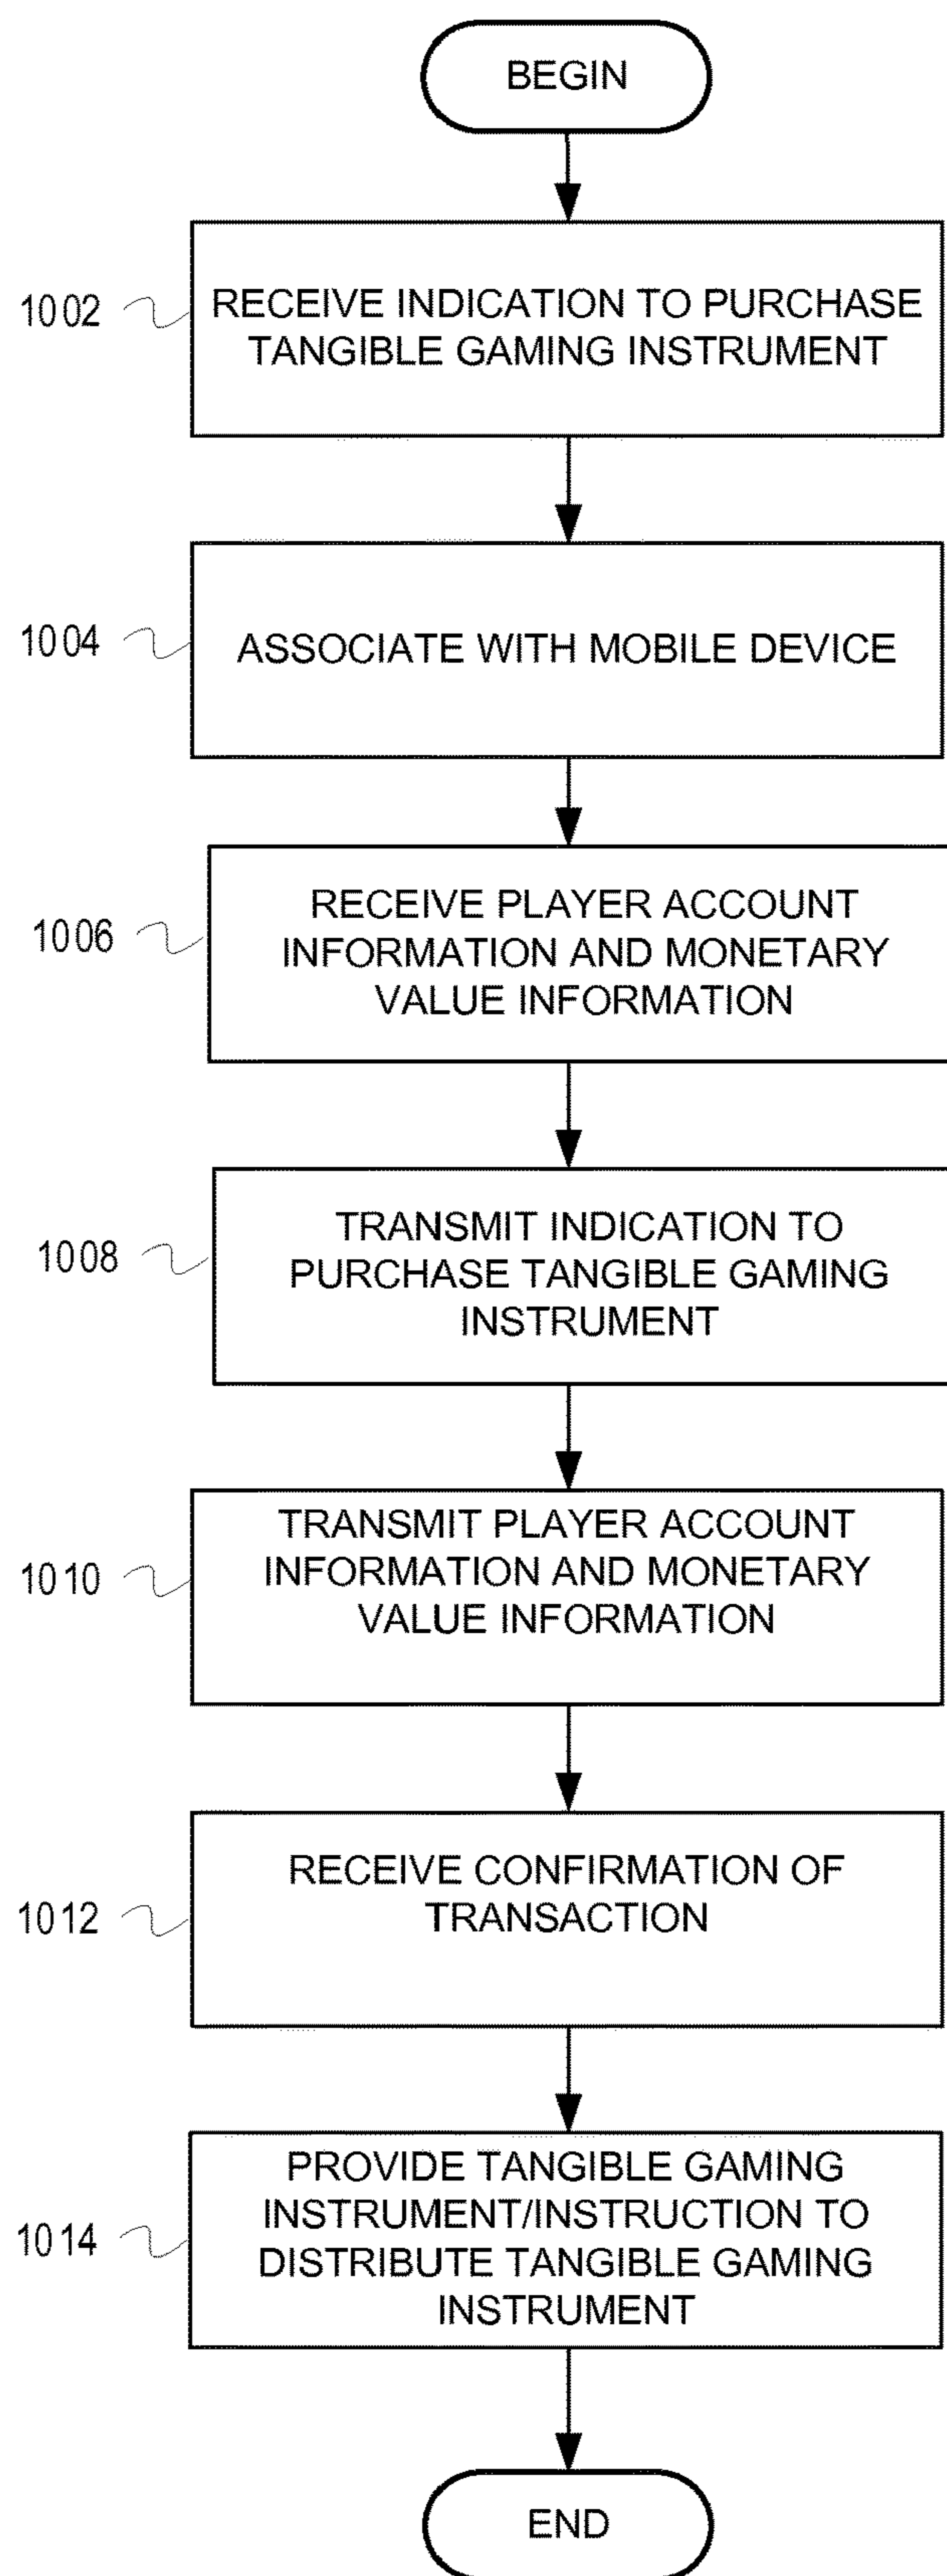 BEGIN
1002
RECEIVE INDICATION TO PURCHASE
TANGIBLE GAMING INSTRUMENT
1004
ASSOCIATE WITH MOBILE DEVICE
1006
RECEIVE PLAYER ACCOUNT
INFORMATION AND MONETARY
VALUE INFORMATION
1008
TRANSMIT INDICATION TO
PURCHASE TANGIBLE GAMING
INSTRUMENT
1010
TRANSMIT PLAYER ACCOUNT
INFORMATION AND MONETARY
VALUE INFORMATION
1012
RECEIVE CONFIRMATION OF
TRANSACTION
1014
PROVIDE TANGIBLE GAMING
INSTRUMENT/INSTRUCTION TO
DISTRIBUTE TANGIBLE GAMING
INSTRUMENT
END